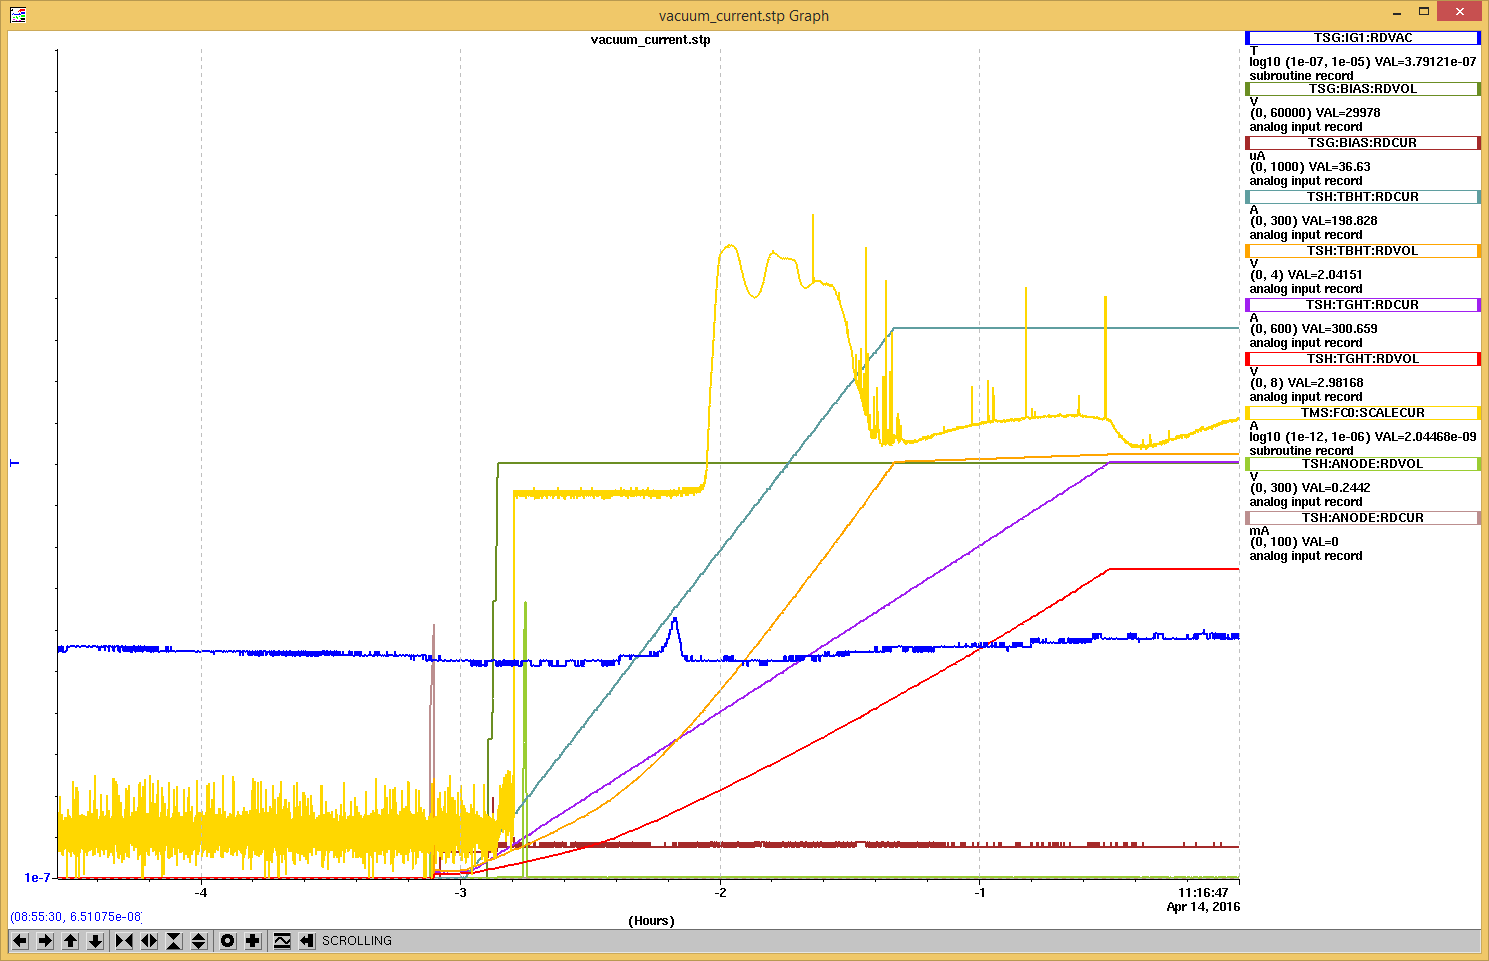 vacuum_current.stp Graph
vacuum_current.stp
TSG:IG1:RDVAC
T
log10 (1e-07, 1e-05) VAL=3.79121e-07
subroutine record
TSG:BIAS:RDVOL
V
(0, 60000) VAL=29978
analog input record
TSG:BIAS:RDCUR
uA
(0, 1000) VAL=36.63
analog input record
TSH:TBHT:RDCUR
A
(0, 300) VAL=198.828
analog input record
TSH:TBHT:RDVOL
V
(0, 4) VAL=2.04151
analog input record
TSH:TGHT:RDCUR
A
(0, 600) VAL=300.659
analog input record
TSH:TGHT:RDVOL
V
(0, 8) VAL=2.98168
analog input record
TMS:FC0:SCALECUR
A
log10 (1e-12, 1e-06) VAL=2.04468e-09
subroutine record
TSH:ANODE:RDVOL
V
(0, 300) VAL=0.2442
analog input record
TSH:ANODE:RDCUR
mA
(0, 100) VAL=0
analog input record
T
1e-7
-4
-3
-2
-1
11:16:47
Apr 14, 2016
(08:55:30, 6.51075e-08)
(Hours)
SCROLLING